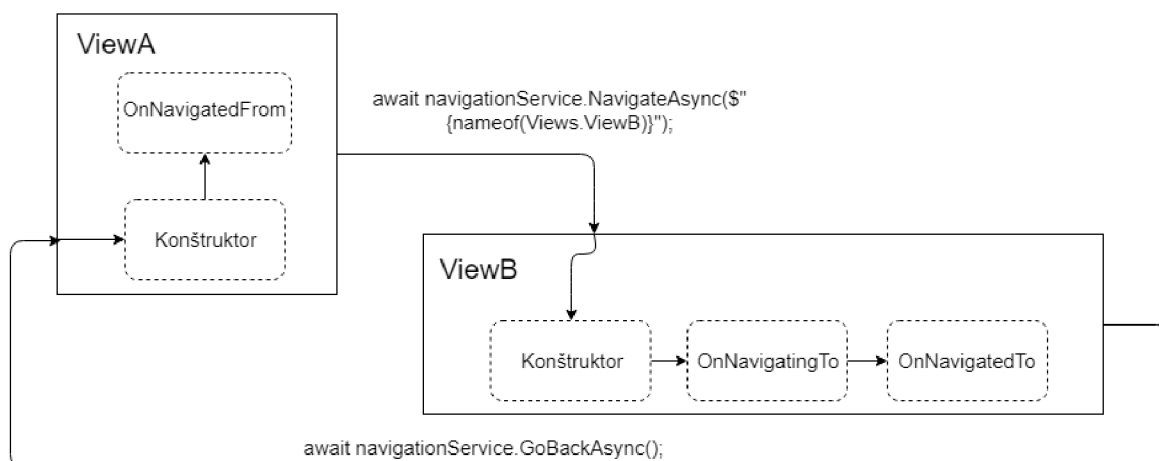 ViewA
OnNavigatedFrom
Konštruktor
await navigationService.NavigateAsync($"
{nameof(Views.ViewB)}");
ViewB
Konštruktor
OnNavigatingTo
OnNavigatedTo
await navigationService.GoBackAsync();